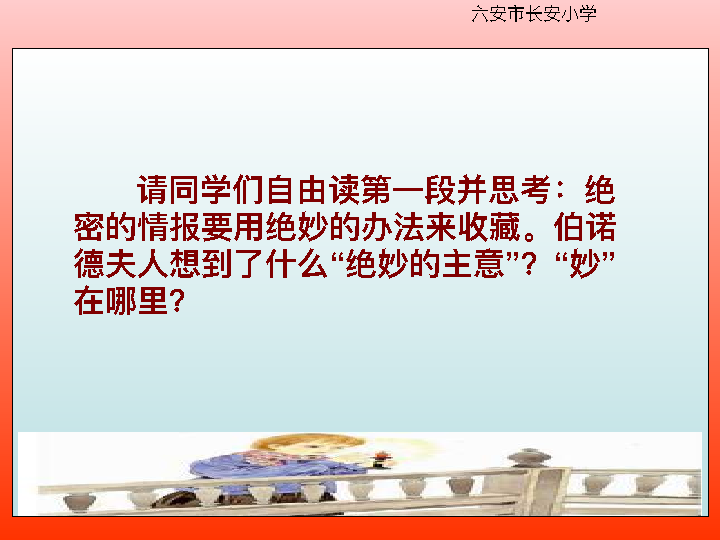 六安市长安小学
请同学们自由读第一段并思考：绝
密的情报要用绝妙的办法来收藏。伯诺
德夫人想到了什么“绝妙的主意”？“妙”
在哪里？